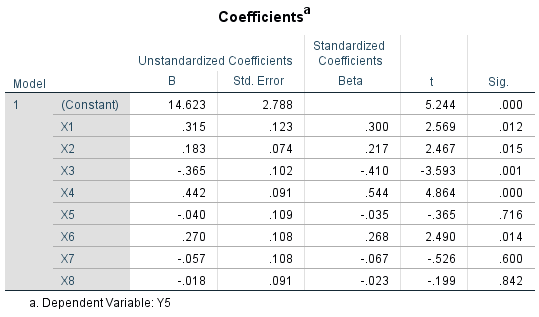 Coefficientsa
Model Unstandardized Coefficients Standardized Coefficients t Sig.
B Std. Error Beta
1 (Constant) 14.623 2.788 5.244 .000
X1 .315 .123 .300 2.569 .012
X2 .183 .074 .217 2.467 .015
X3 -.365 .102 -.410 -3.593 .001
X4 .442 .091 .544 4.864 .000
X5 -.040 .109 -.035 -.365 .716
X6 .270 .108 .268 2.490 .014
X7 -.057 .108 -.067 -.526 .600
X8 -.018 .091 -.023 -.199 .842
a. Dependent Variable: Y5